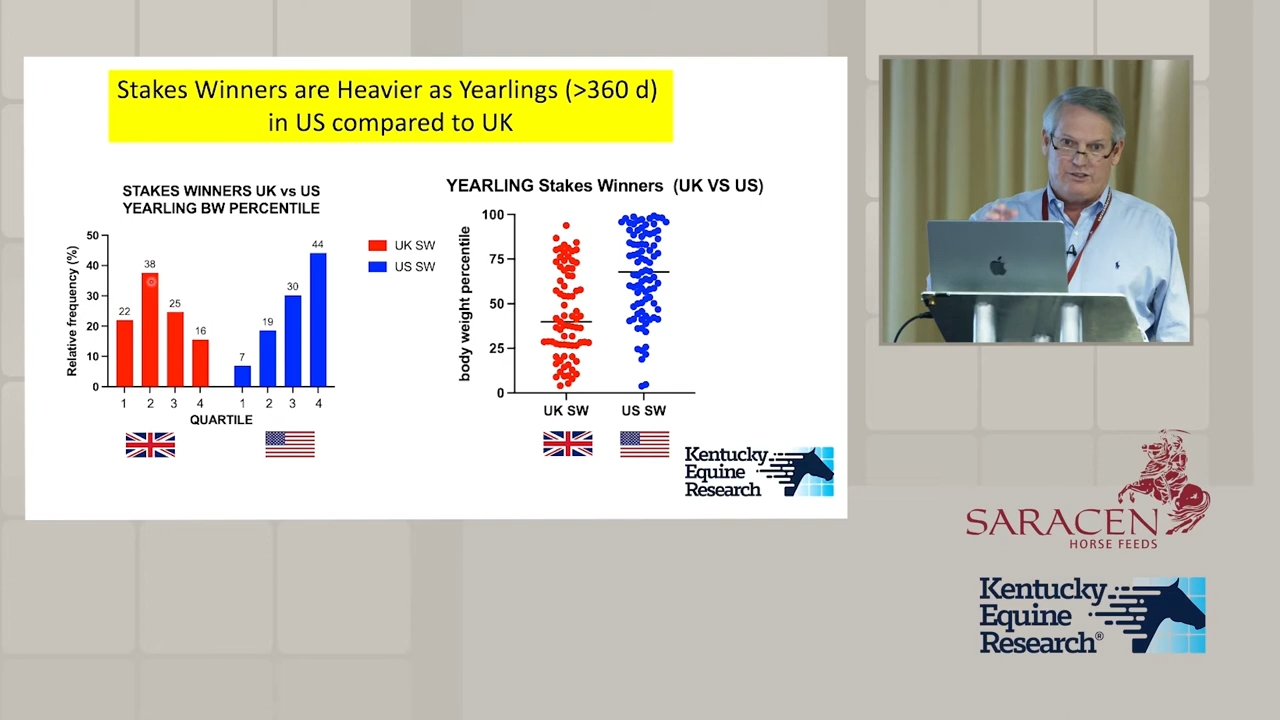 Stakes Winners are Heavier as Yearlings (>360 d)
in US compared to UK
STAKES WINNERS UK vs US
YEARLING BW PERCENTILE
Relative frequency (%)
50
40
30
20
10
0
22
38
25
16
7
19
30
44
1 2 3 4 1 2 3 4
QUARTILE
UK SW
US SW
YEARLING Stakes Winners (UK VS US)
body weight percentile
100
75
50
25
0
UK SW US SW
Kentucky
Equine
Research
SARACEN
HORSE FEEDS
Kentucky
Equine
Research®